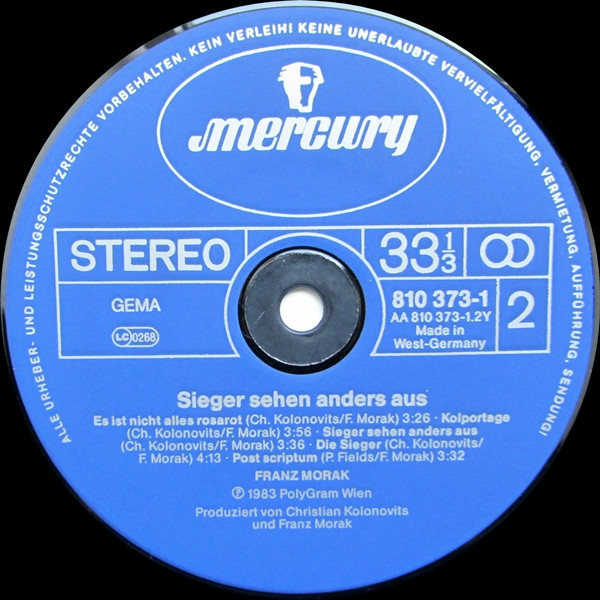 ALLE URHEBER- UND LEISTUNGSSCHUTZRECHTE VORBEHALTEN. KEIN VERLEIH! KEINE UNERLAUBTE VERVIELFÄLTIGUNG, VERMIETUNG, AUFFÜHRUNG, SENDUNG!
mercury
STEREO
33 1/3
GEMA
LC 0268
810 373-1
AA 810 373-1.2Y
Made in
West-Germany
2
Sieger sehen anders aus
Es ist nicht alles rosarot (Ch. Kolonovits/F. Morak) 3:26 · Kolportage
(Ch. Kolonovits/F. Morak) 3:56 · Sieger sehen anders aus
(Ch. Kolonovits/F. Morak) 3:36 · Die Sieger (Ch. Kolonovits/
F. Morak) 4:13 · Post scriptum (P. Fields/F. Morak) 3:32
FRANZ MORAK
℗ 1983 PolyGram Wien
Produziert von Christian Kolonovits
und Franz Morak